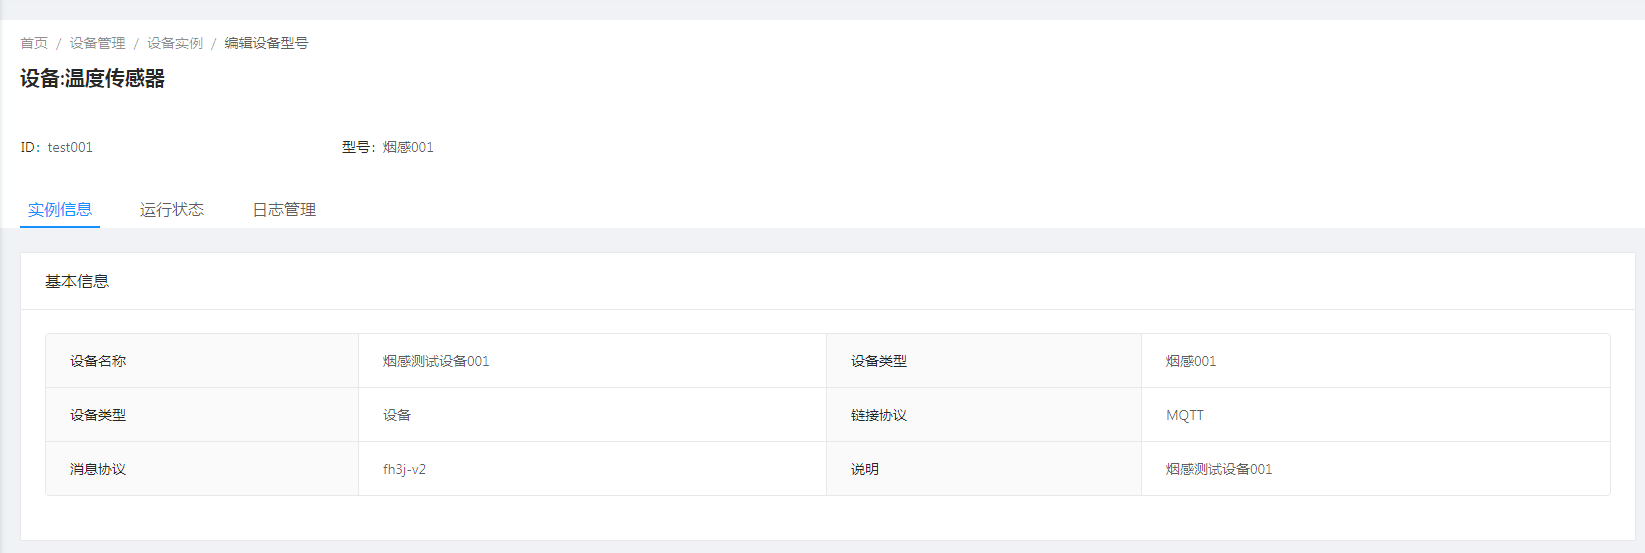 首页 / 设备管理 / 设备实例 / 编辑设备型号
设备:温度传感器
ID：test001 型号：烟感001
实例信息 运行状态 日志管理
基本信息
设备名称 烟感测试设备001 设备类型 烟感001
设备类型 设备 链接协议 MQTT
消息协议 fh3j-v2 说明 烟感测试设备001